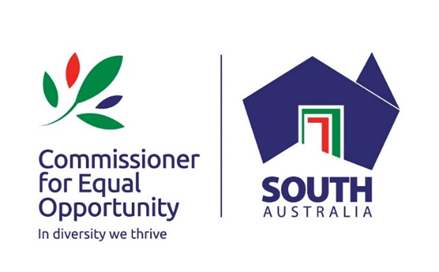 Commissioner
for Equal
Opportunity
In diversity we thrive
SOUTH
AUSTRALIA